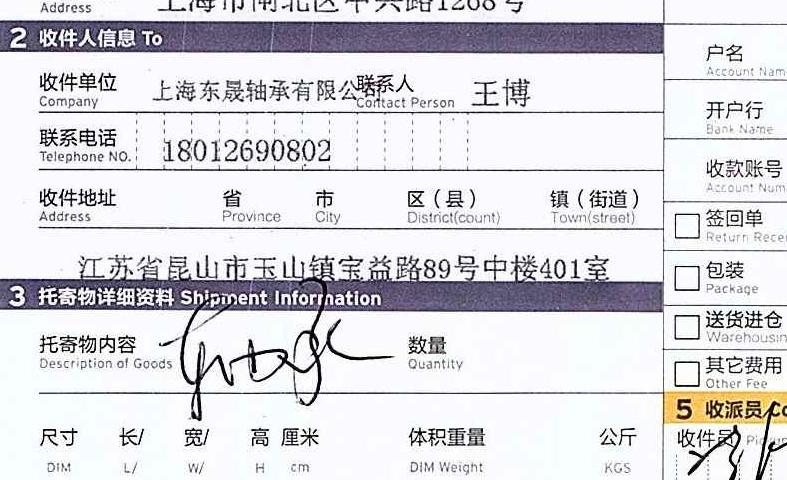 Address 上海市闸北区中兴路1268号
2 收件人信息 To
户名
Account Nam
收件单位 上海东晟轴承有限公司 联系人 王博
Company Contact Person
开户行
Bank Name
联系电话 18012690802
Telephone NO.
收款账号
Account Num
收件地址 省 市 区(县) 镇(街道)
Address Province City District(count) Town(street)
签回单
Return Rece
江苏省昆山市玉山镇宝益路89号中楼401室
包装
Package
3 托寄物详细资料 Shipment Information
送货进仓
Warehousin
托寄物内容 数量
Description of Goods Quantity
其它费用
Other Fee
5 收派员 Co
尺寸 长/ 宽/ 高 厘米 体积重量 公斤
DIM L/ W/ H cm DIM Weight KGS
收件员